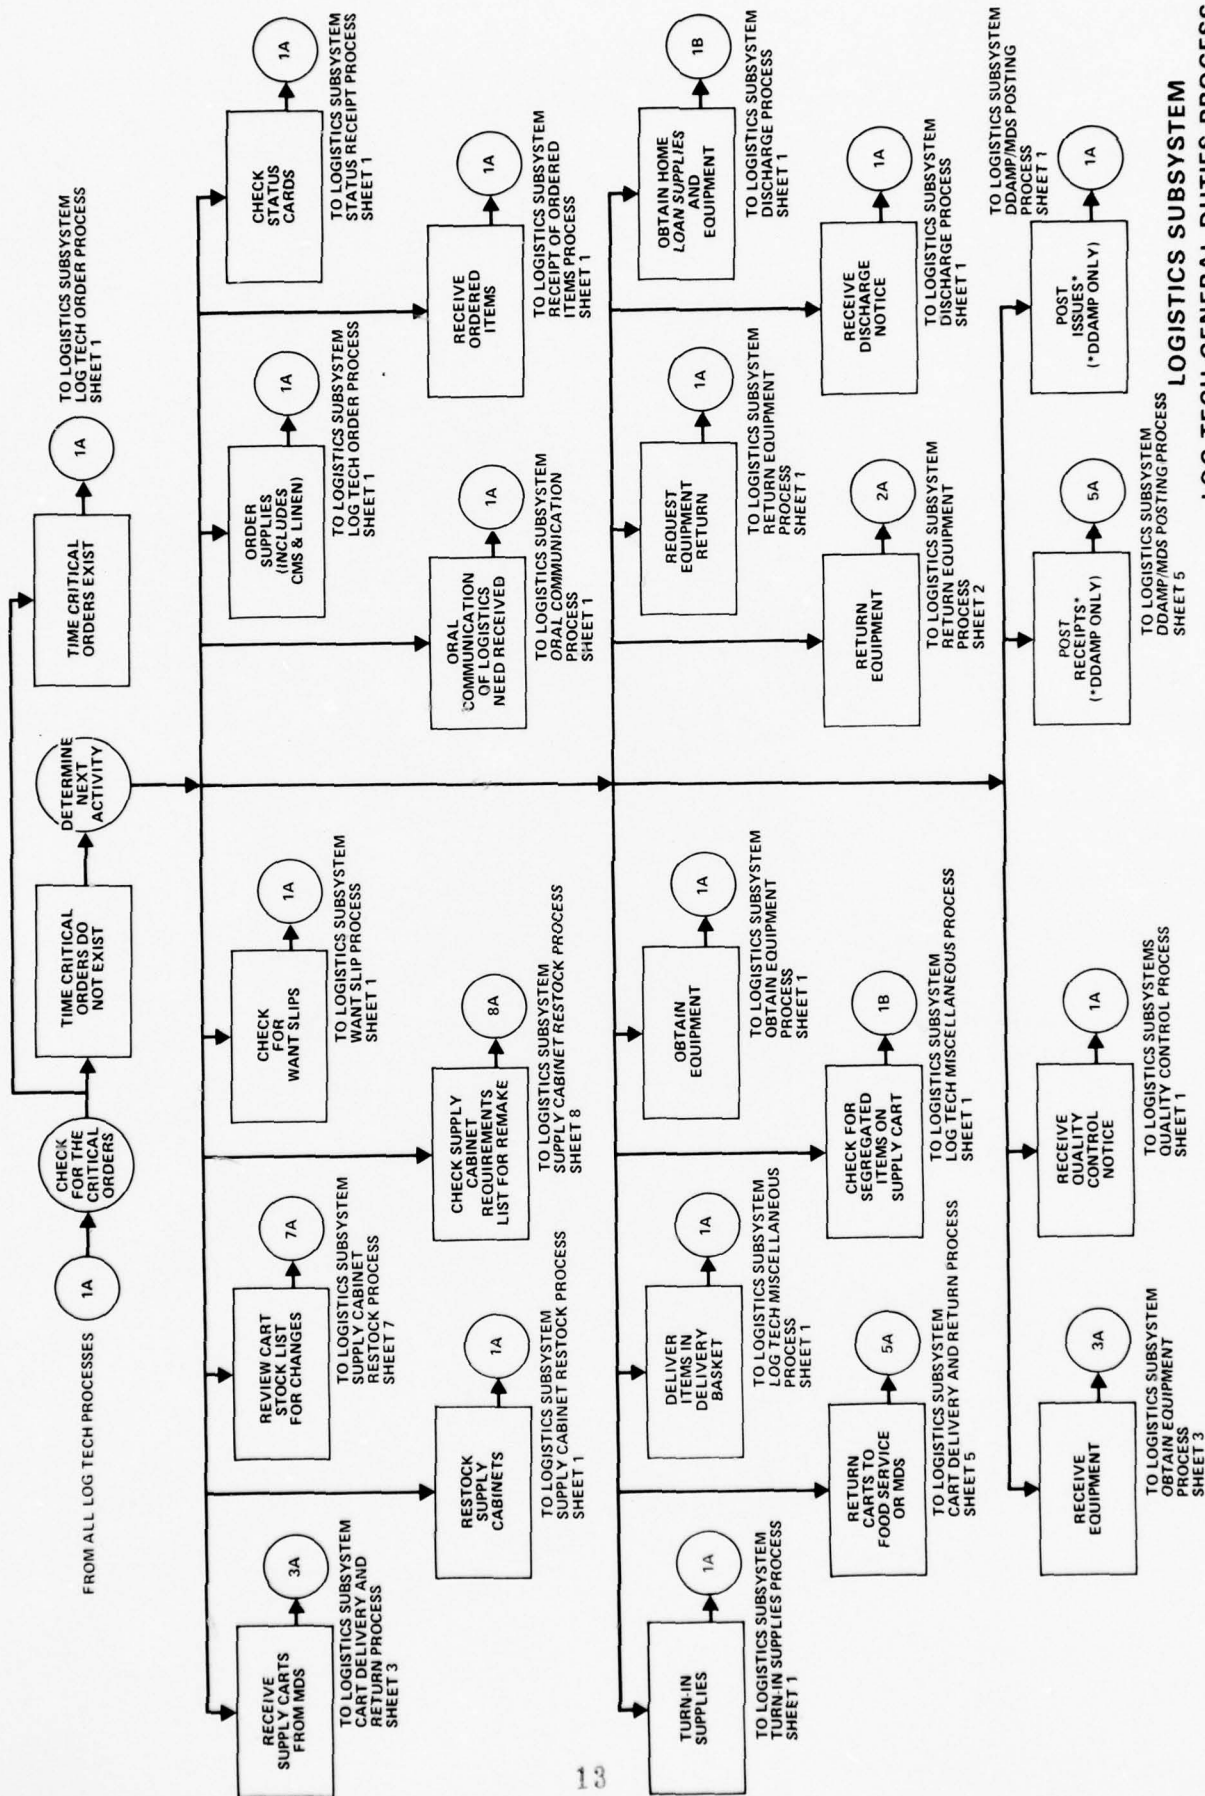 FROM ALL LOG TECH PROCESSES
1A
CHECK
FOR THE
CRITICAL
ORDERS
TIME CRITICAL
ORDERS DO
NOT EXIST
DETERMINE
NEXT
ACTIVITY
TIME CRITICAL
ORDERS EXIST
1A
TO LOGISTICS SUBSYSTEM
LOG TECH ORDER PROCESS
SHEET 1
RECEIVE
SUPPLY CARTS
FROM MDS
3A
TO LOGISTICS SUBSYSTEM
CART DELIVERY AND
RETURN PROCESS
SHEET 3
REVIEW CART
STOCK LIST
FOR CHANGES
7A
TO LOGISTICS SUBSYSTEM
SUPPLY CABINET
RESTOCK PROCESS
SHEET 7
CHECK
FOR
WANT SLIPS
1A
TO LOGISTICS SUBSYSTEM
WANT SLIP PROCESS
SHEET 1
ORDER
SUPPLIES
(INCLUDES
CMS & LINEN)
1A
TO LOGISTICS SUBSYSTEM
LOG TECH ORDER PROCESS
SHEET 1
CHECK
STATUS
CARDS
1A
TO LOGISTICS SUBSYSTEM
STATUS RECEIPT PROCESS
SHEET 1
RESTOCK
SUPPLY
CABINETS
1A
TO LOGISTICS SUBSYSTEM
SUPPLY CABINET RESTOCK PROCESS
SHEET 1
CHECK SUPPLY
CABINET
REQUIREMENTS
LIST FOR REMAKE
8A
TO LOGISTICS SUBSYSTEM
SUPPLY CABINET RESTOCK PROCESS
SHEET 8
ORAL
COMMUNICATION
OF LOGISTICS
NEED RECEIVED
1A
TO LOGISTICS SUBSYSTEM
ORAL COMMUNICATION
PROCESS
SHEET 1
RECEIVE
ORDERED
ITEMS
1A
TO LOGISTICS SUBSYSTEM
RECEIPT OF ORDERED
ITEMS PROCESS
SHEET 1
TURN-IN
SUPPLIES
1A
TO LOGISTICS SUBSYSTEM
TURN-IN SUPPLIES PROCESS
SHEET 1
DELIVER
ITEMS IN
DELIVERY
BASKET
1A
TO LOGISTICS SUBSYSTEM
LOG TECH MISCELLANEOUS
PROCESS
SHEET 1
OBTAIN
EQUIPMENT
1A
TO LOGISTICS SUBSYSTEM
OBTAIN EQUIPMENT
PROCESS
SHEET 1
REQUEST
EQUIPMENT
RETURN
1A
TO LOGISTICS SUBSYSTEM
RETURN EQUIPMENT
PROCESS
SHEET 1
OBTAIN HOME
LOAN SUPPLIES
AND
EQUIPMENT
1B
TO LOGISTICS SUBSYSTEM
DISCHARGE PROCESS
SHEET 1
RETURN
CARTS TO
FOOD SERVICE
OR MDS
5A
TO LOGISTICS SUBSYSTEM
CART DELIVERY AND RETURN PROCESS
SHEET 5
CHECK FOR
SEGREGATED
ITEMS ON
SUPPLY CART
1B
TO LOGISTICS SUBSYSTEM
LOG TECH MISCELLANEOUS PROCESS
SHEET 1
RETURN
EQUIPMENT
2A
TO LOGISTICS SUBSYSTEM
RETURN EQUIPMENT
PROCESS
SHEET 2
RECEIVE
DISCHARGE
NOTICE
1A
TO LOGISTICS SUBSYSTEM
DISCHARGE PROCESS
SHEET 1
RECEIVE
EQUIPMENT
3A
TO LOGISTICS SUBSYSTEM
OBTAIN EQUIPMENT
PROCESS
SHEET 3
RECEIVE
QUALITY
CONTROL
NOTICE
1A
TO LOGISTICS SUBSYSTEMS
QUALITY CONTROL PROCESS
SHEET 1
POST
RECEIPTS*
(*DDAMP ONLY)
5A
TO LOGISTICS SUBSYSTEM
DDAMP/MDS POSTING PROCESS
SHEET 5
POST
ISSUES*
(*DDAMP ONLY)
1A
TO LOGISTICS SUBSYSTEM
DDAMP/MDS POSTING
PROCESS
SHEET 1
LOGISTICS SUBSYSTEM
LOG TECH GENERAL DUTIES PROCESS
13